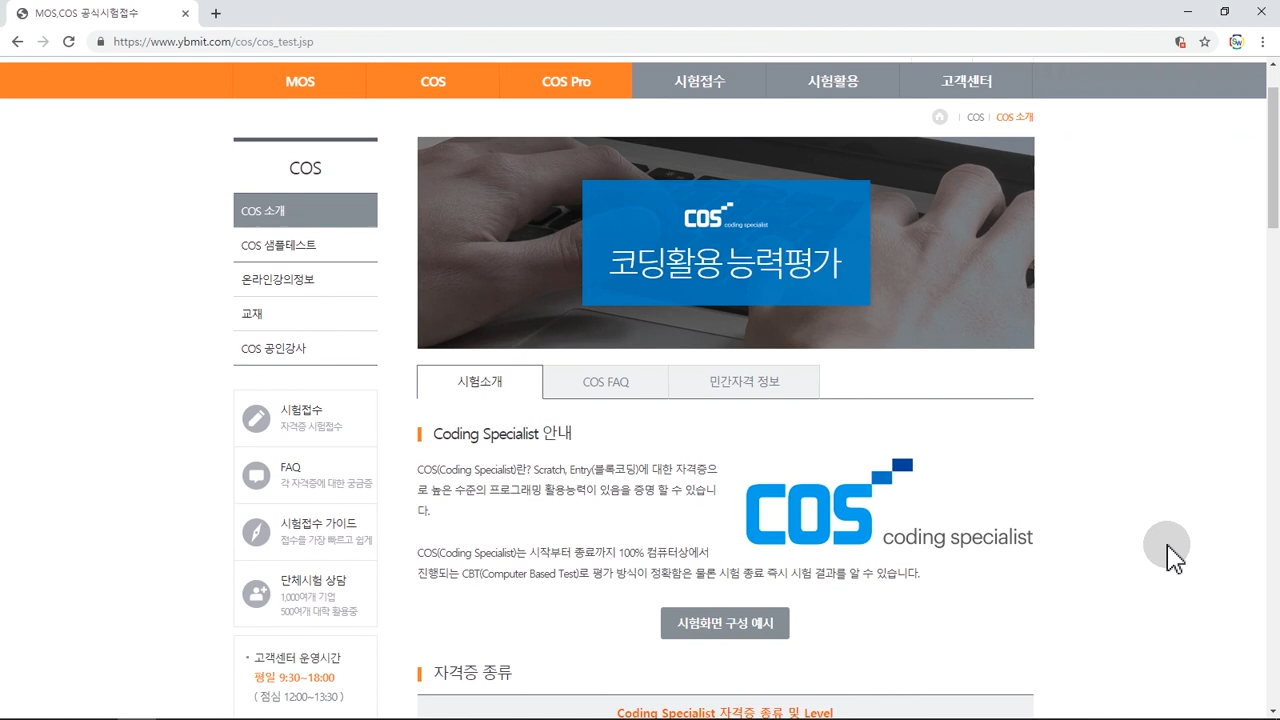 MOS,COS 공식시험접수
https://www.ybmit.com/cos/cos_test.jsp
MOS
COS
COS Pro
시험접수
시험활용
고객센터
COS
COS 소개
COS
COS 소개
COS 샘플테스트
온라인강의정보
교재
COS 공인강사
시험접수
자격증 시험접수
FAQ
각 자격증에 대한 궁금증
시험접수 가이드
접수를 가장 빠르고 쉽게
단체시험 상담
1,000여개 기업
500여개 대학 활용중
고객센터 운영시간
평일 9:30~18:00
( 점심 12:00~13:30 )
COS coding specialist
코딩활용 능력평가
시험소개
COS FAQ
민간자격 정보
Coding Specialist 안내
COS(Coding Specialist)란? Scratch, Entry(블록코딩)에 대한 자격증으
로 높은 수준의 프로그래밍 활용능력이 있음을 증명 할 수 있습니
다.
COS(Coding Specialist)는 시작부터 종료까지 100% 컴퓨터상에서
진행되는 CBT(Computer Based Test)로 평가 방식이 정확함은 물론 시험 종료 즉시 시험 결과를 알 수 있습니다.
COS coding specialist
시험화면 구성 예시
자격증 종류
Coding Specialist 자격증 종류 및 Level